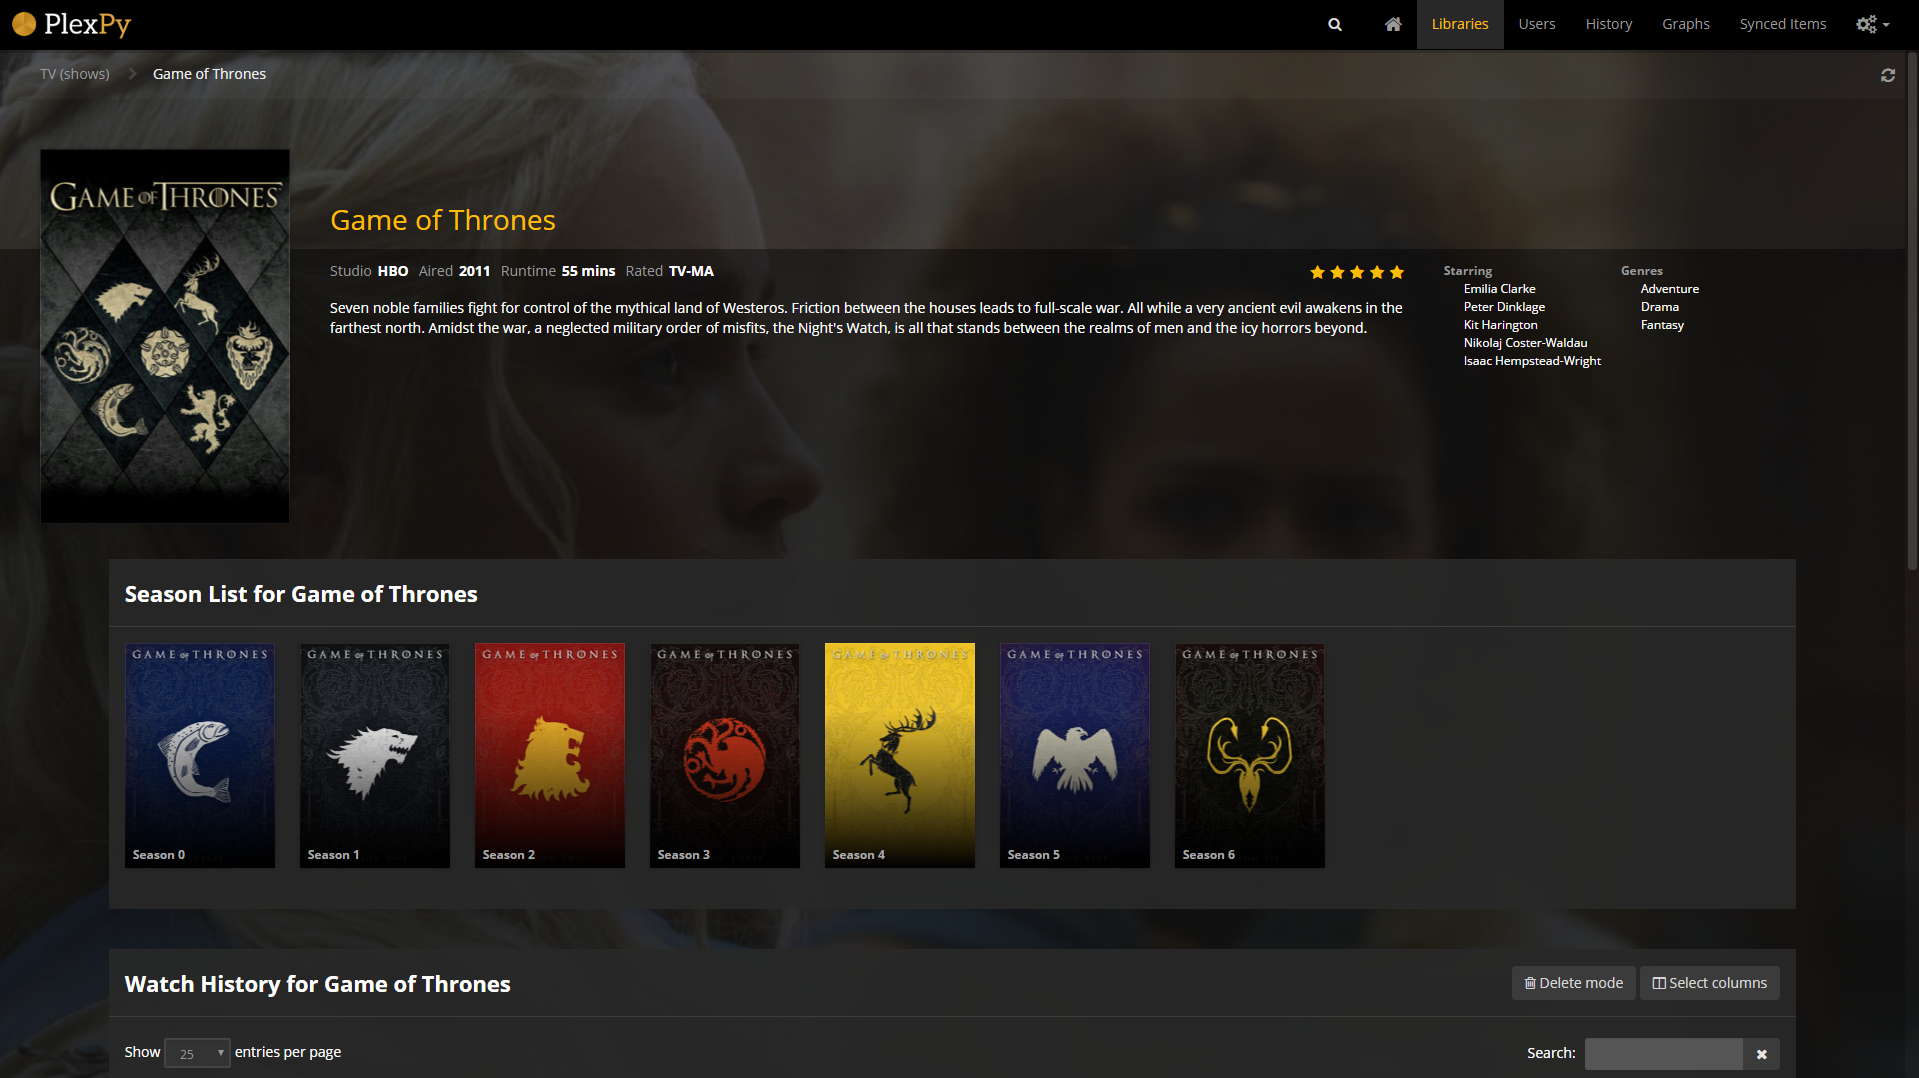 PlexPy
Libraries
Users
History
Graphs
Synced Items
TV (shows)
Game of Thrones
GAME OF THRONES
Game of Thrones
Studio HBO Aired 2011 Runtime 55 mins Rated TV-MA
Seven noble families fight for control of the mythical land of Westeros. Friction between the houses leads to full-scale war. All while a very ancient evil awakens in the
farthest north. Amidst the war, a neglected military order of misfits, the Night's Watch, is all that stands between the realms of men and the icy horrors beyond.
Starring
Emilia Clarke
Peter Dinklage
Kit Harington
Nikolaj Coster-Waldau
Isaac Hempstead-Wright
Genres
Adventure
Drama
Fantasy
Season List for Game of Thrones
GAME OF THRONES
Season 0
GAME OF THRONES
Season 1
GAME OF THRONES
Season 2
GAME OF THRONES
Season 3
GAME OF THRONES
Season 4
GAME OF THRONES
Season 5
GAME OF THRONES
Season 6
Watch History for Game of Thrones
Delete mode
Select columns
Show 25 entries per page
Search: